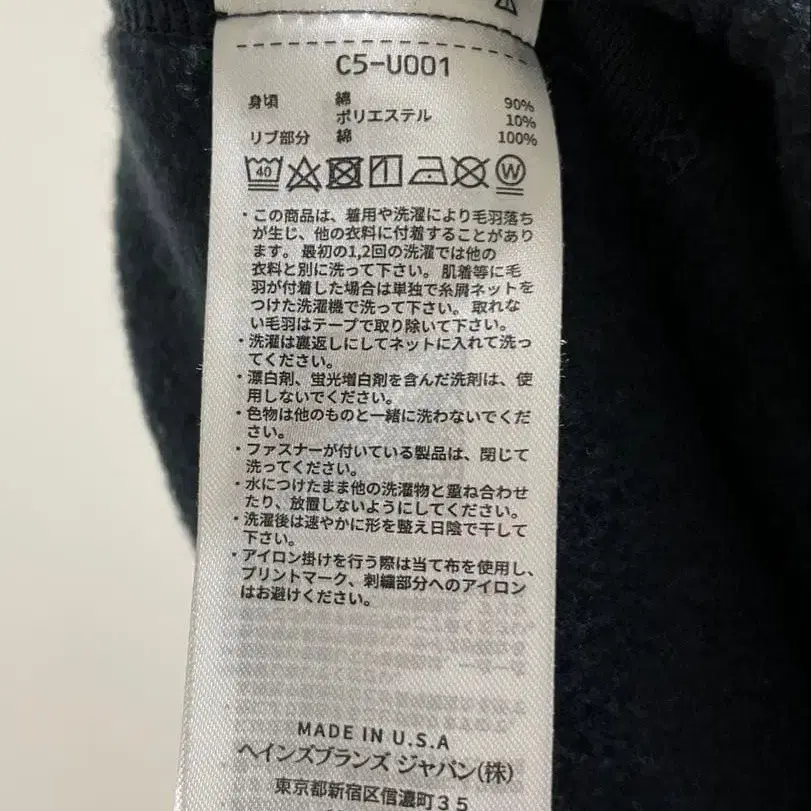 C5-U001
身頃 綿 90%
ポリエステル 10%
リブ部分 綿 100%
40 W
・この商品は、着用や洗濯により毛羽落ち
が生じ、他の衣料に付着することがあり
ます。最初の1,2回の洗濯では他の
衣料と別に洗って下さい。肌着等に毛
羽が付着した場合は単独で糸屑ネットを
つけた洗濯機で洗って下さい。取れな
い毛羽はテープで取り除いて下さい。
・洗濯は裏返しにしてネットに入れて洗っ
てください。
・漂白剤、蛍光増白剤を含んだ洗剤は、使
用しないでください。
・色物は他のものと一緒に洗わないでくだ
さい。
・ファスナーが付いている製品は、閉じて
洗ってください。
・水につけたまま他の洗濯物と重ね合わせ
たり、放置しないようにしてください。
・洗濯後は速やかに形を整え日陰で干して
下さい。
・アイロン掛けを行う際は当て布を使用し、
プリントマーク、刺繍部分へのアイロン
はお避けください。
MADE IN U.S.A
ヘインズブランズ ジャパン(株)
東京都新宿区信濃町35